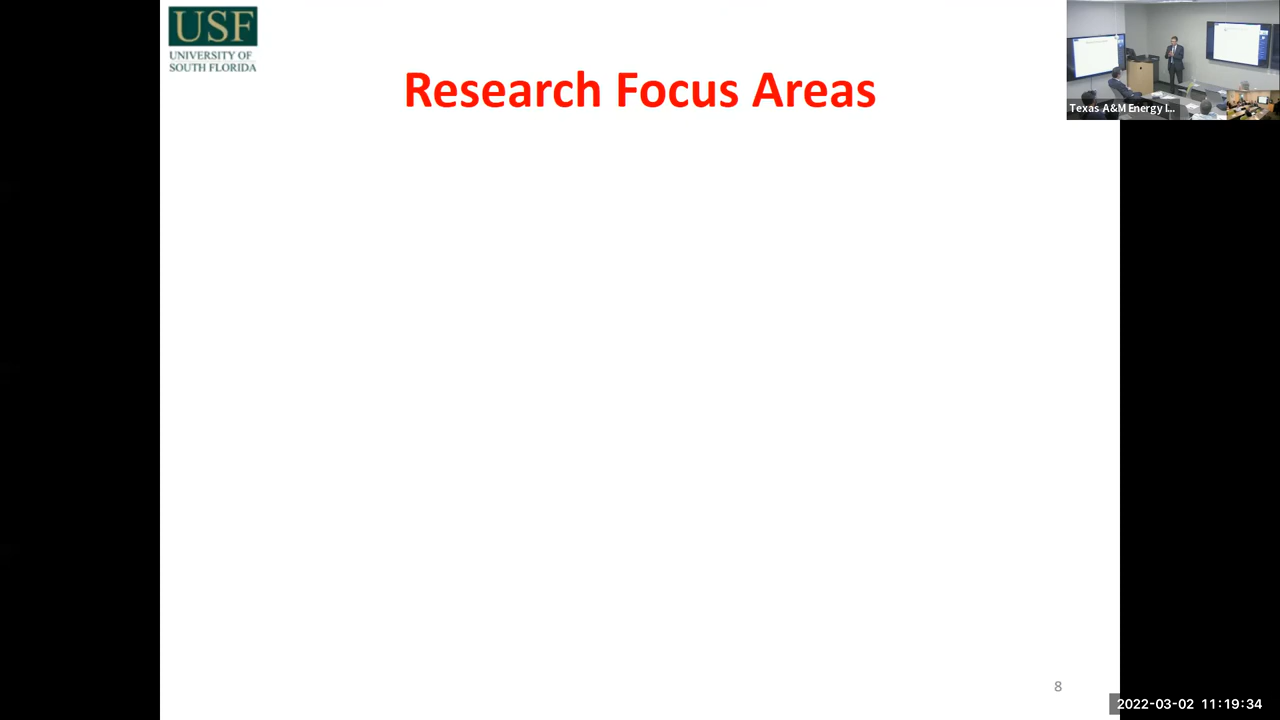 USF
UNIVERSITY OF
SOUTH FLORIDA
Research Focus Areas
Texas A&M Energy I...
8
2022-03-02 11:19:34